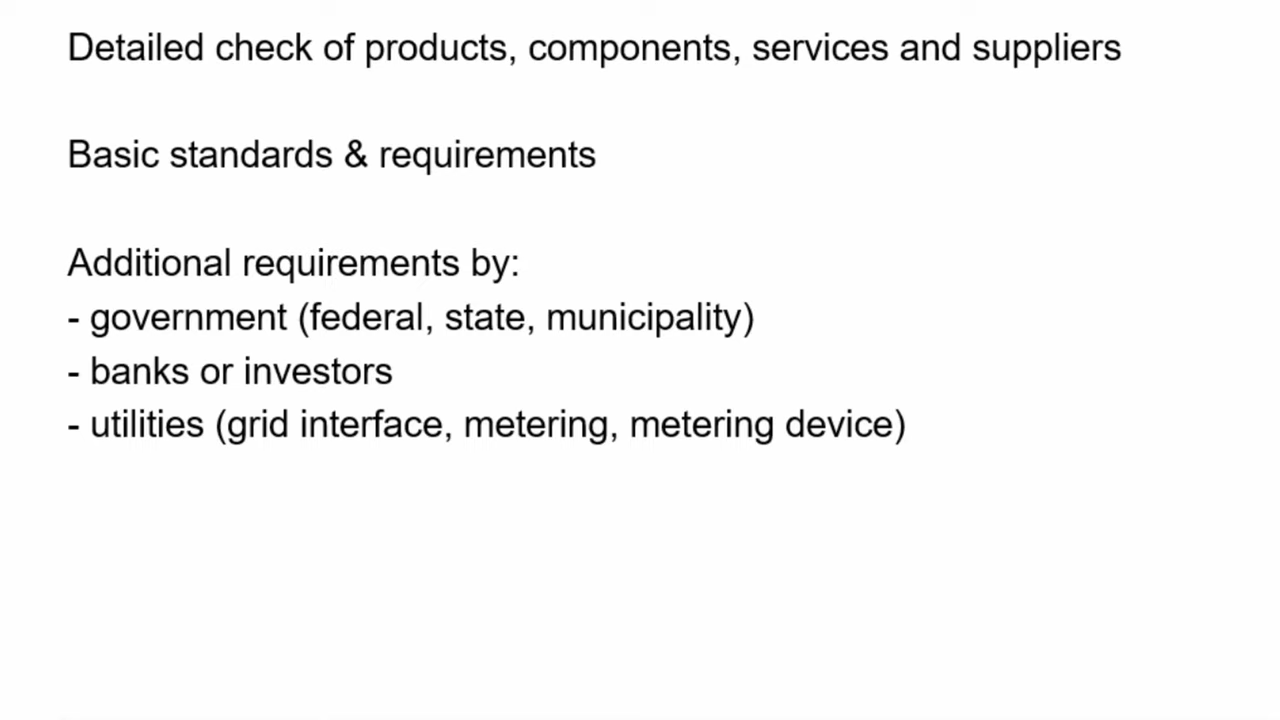 Detailed check of products, components, services and suppliers
Basic standards & requirements
Additional requirements by:
- government (federal, state, municipality)
- banks or investors
- utilities (grid interface, metering, metering device)